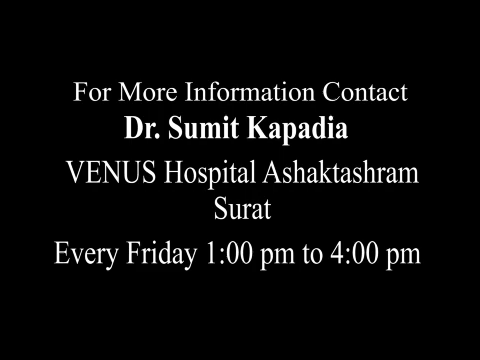 For More Information Contact
Dr. Sumit Kapadia
VENUS Hospital Ashaktashram
Surat
Every Friday 1:00 pm to 4:00 pm